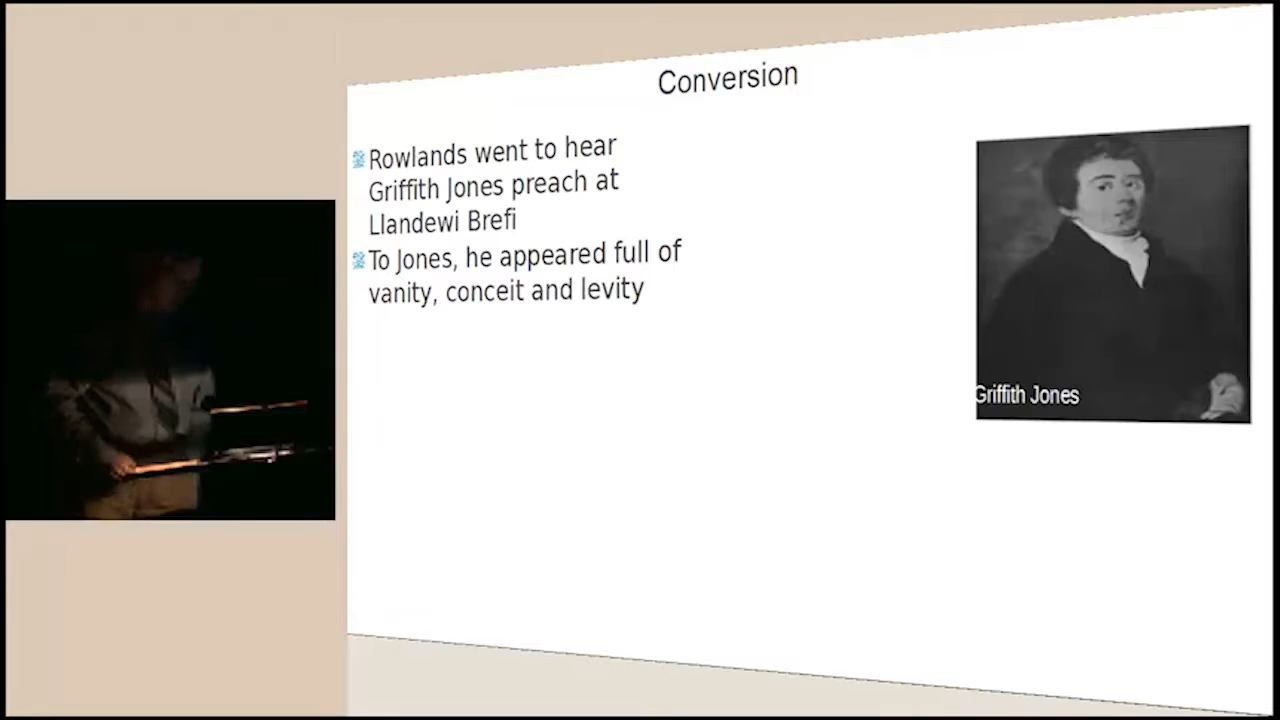 Conversion
Rowlands went to hear
Griffith Jones preach at
Llandewi Brefi
To Jones, he appeared full of
vanity, conceit and levity
Griffith Jones